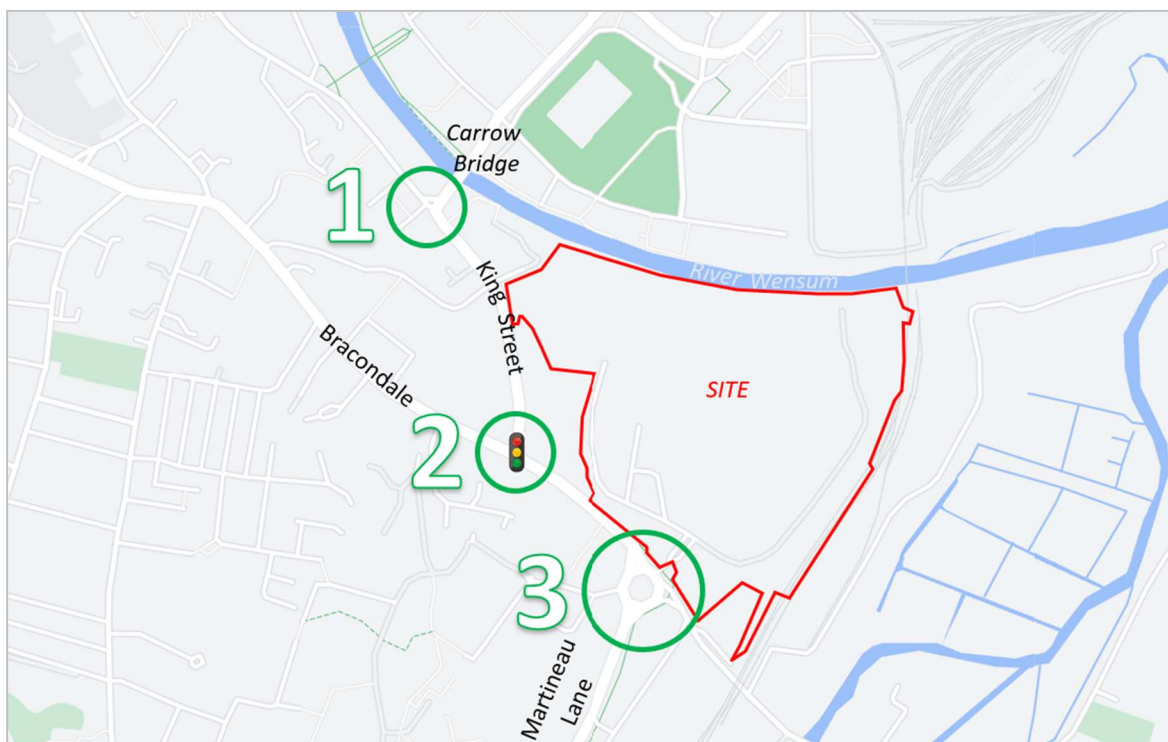 Carrow
Bridge
1
King Street
River Wensum
Bracondale
SITE
2
3
Martineau
Lane